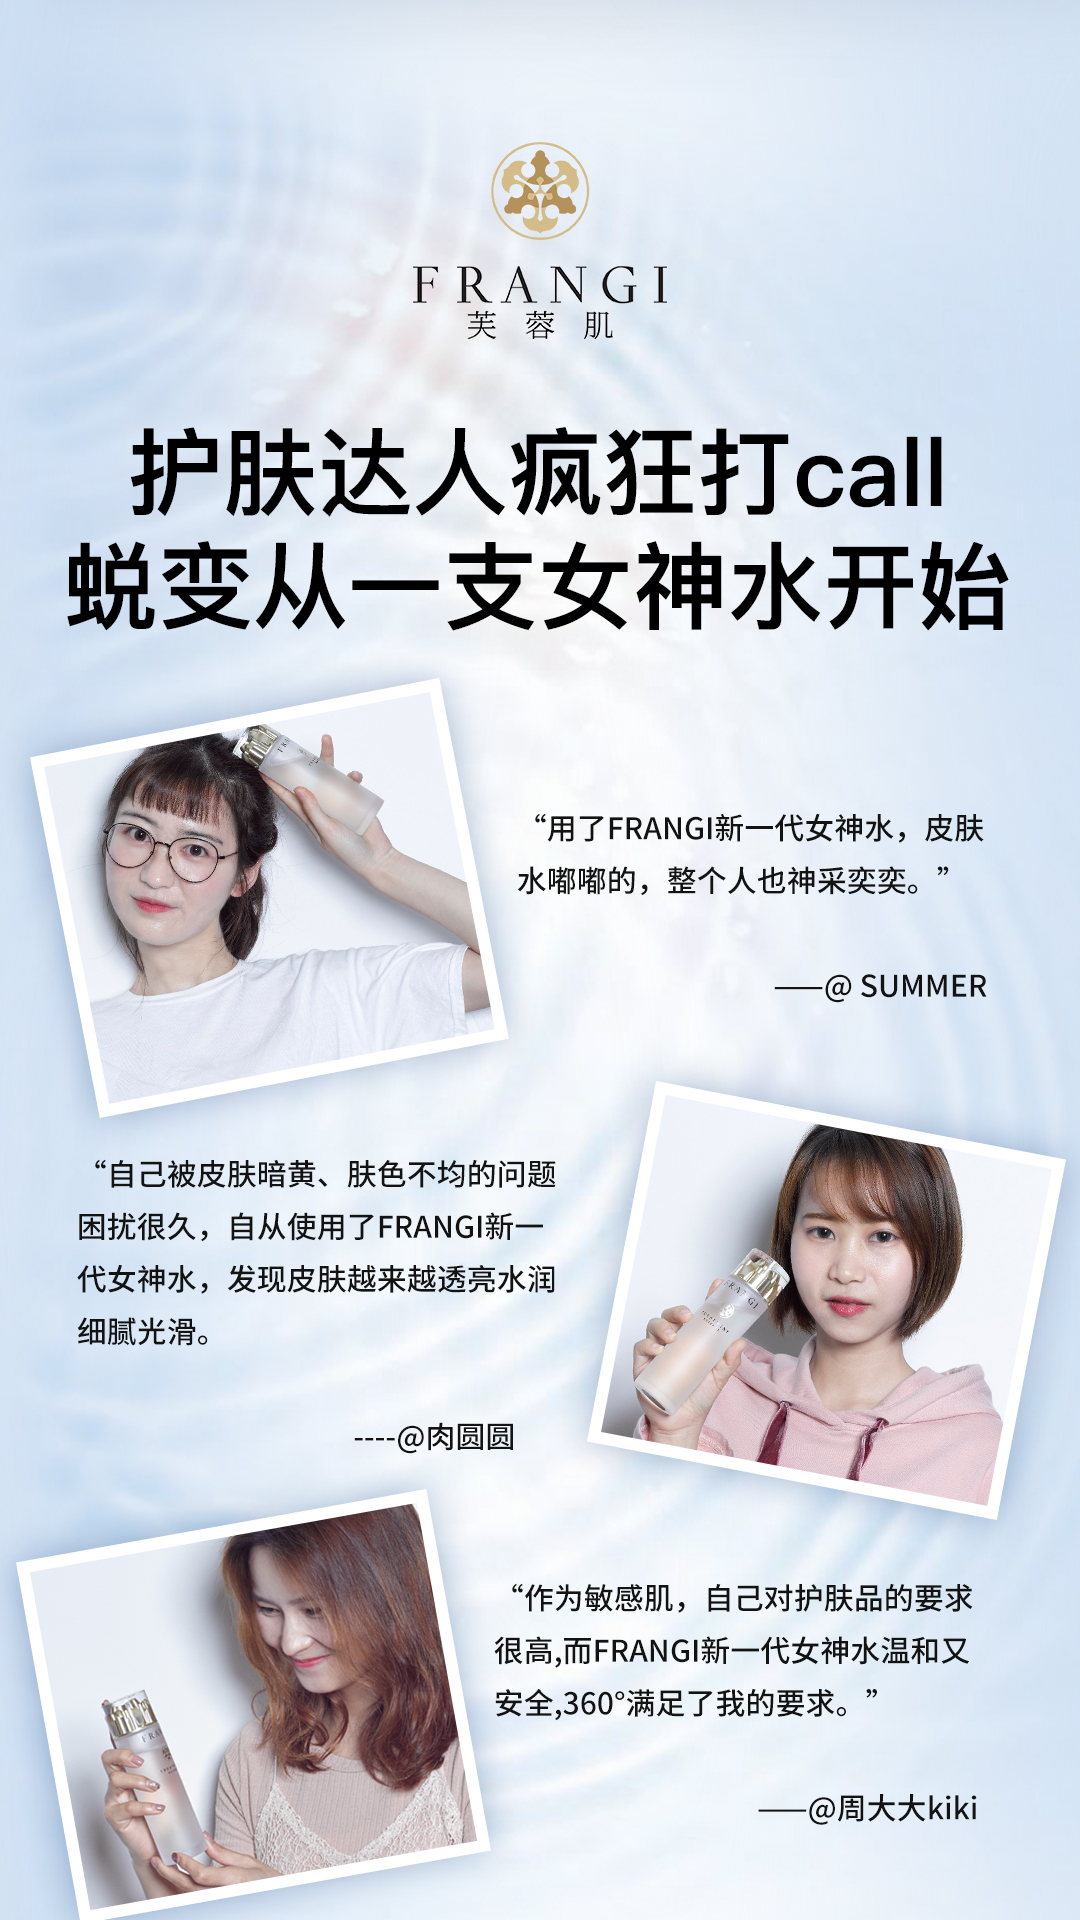 FRANGI
芙蓉肌
护肤达人疯狂打call
蜕变从一支女神水开始
“用了FRANGI新一代女神水，皮肤
水嘟嘟的，整个人也神采奕奕。”
——@ SUMMER
“自己被皮肤暗黄、肤色不均的问题
困扰很久，自从使用了FRANGI新一
代女神水，发现皮肤越来越透亮水润
细腻光滑。
----@肉圆圆
FRANGI
“作为敏感肌，自己对护肤品的要求
很高,而FRANGI新一代女神水温和又
安全,360°满足了我的要求。”
——@周大大kiki